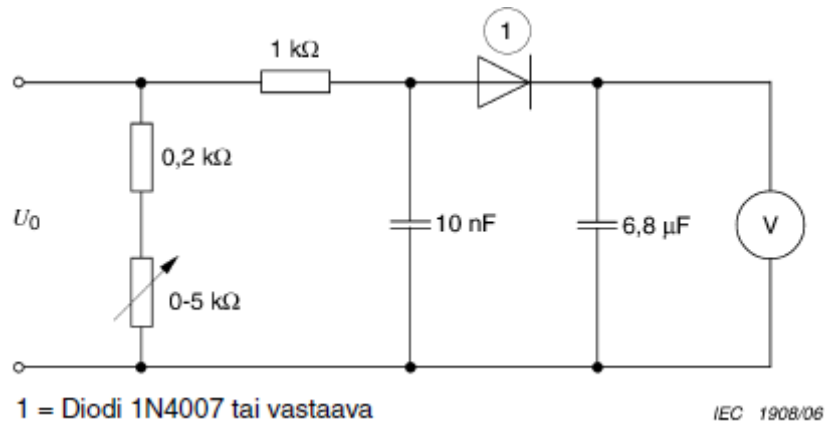 1
1 kΩ
0,2 kΩ
U0
10 nF
6,8 μF
V
0-5 kΩ
1 = Diodi 1N4007 tai vastaava
IEC 1908/06